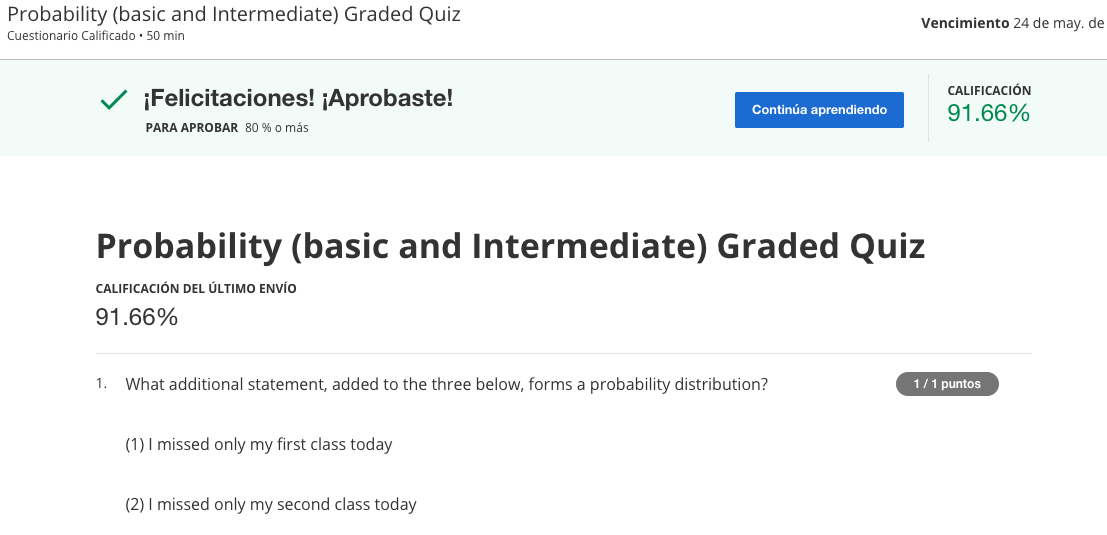 Probability (basic and Intermediate) Graded Quiz
Cuestionario Calificado • 50 min
Vencimiento 24 de may. de
¡Felicitaciones! ¡Aprobaste!
PARA APROBAR 80 % o más
Continúa aprendiendo
CALIFICACIÓN
91.66%
Probability (basic and Intermediate) Graded Quiz
CALIFICACIÓN DEL ÚLTIMO ENVÍO
91.66%
1. What additional statement, added to the three below, forms a probability distribution?
1 / 1 puntos
(1) I missed only my first class today
(2) I missed only my second class today